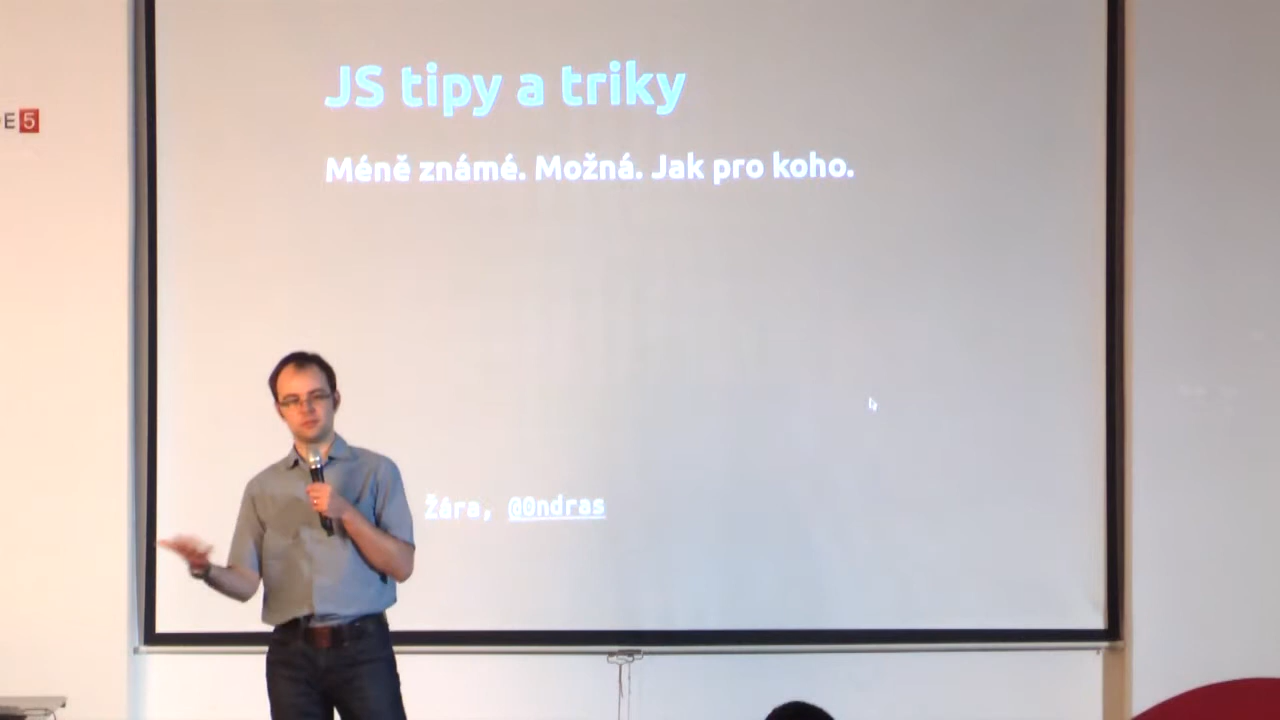 JS tipy a triky
Méně známé. Možná. Jak pro koho.
E5
Žára, @0ndras